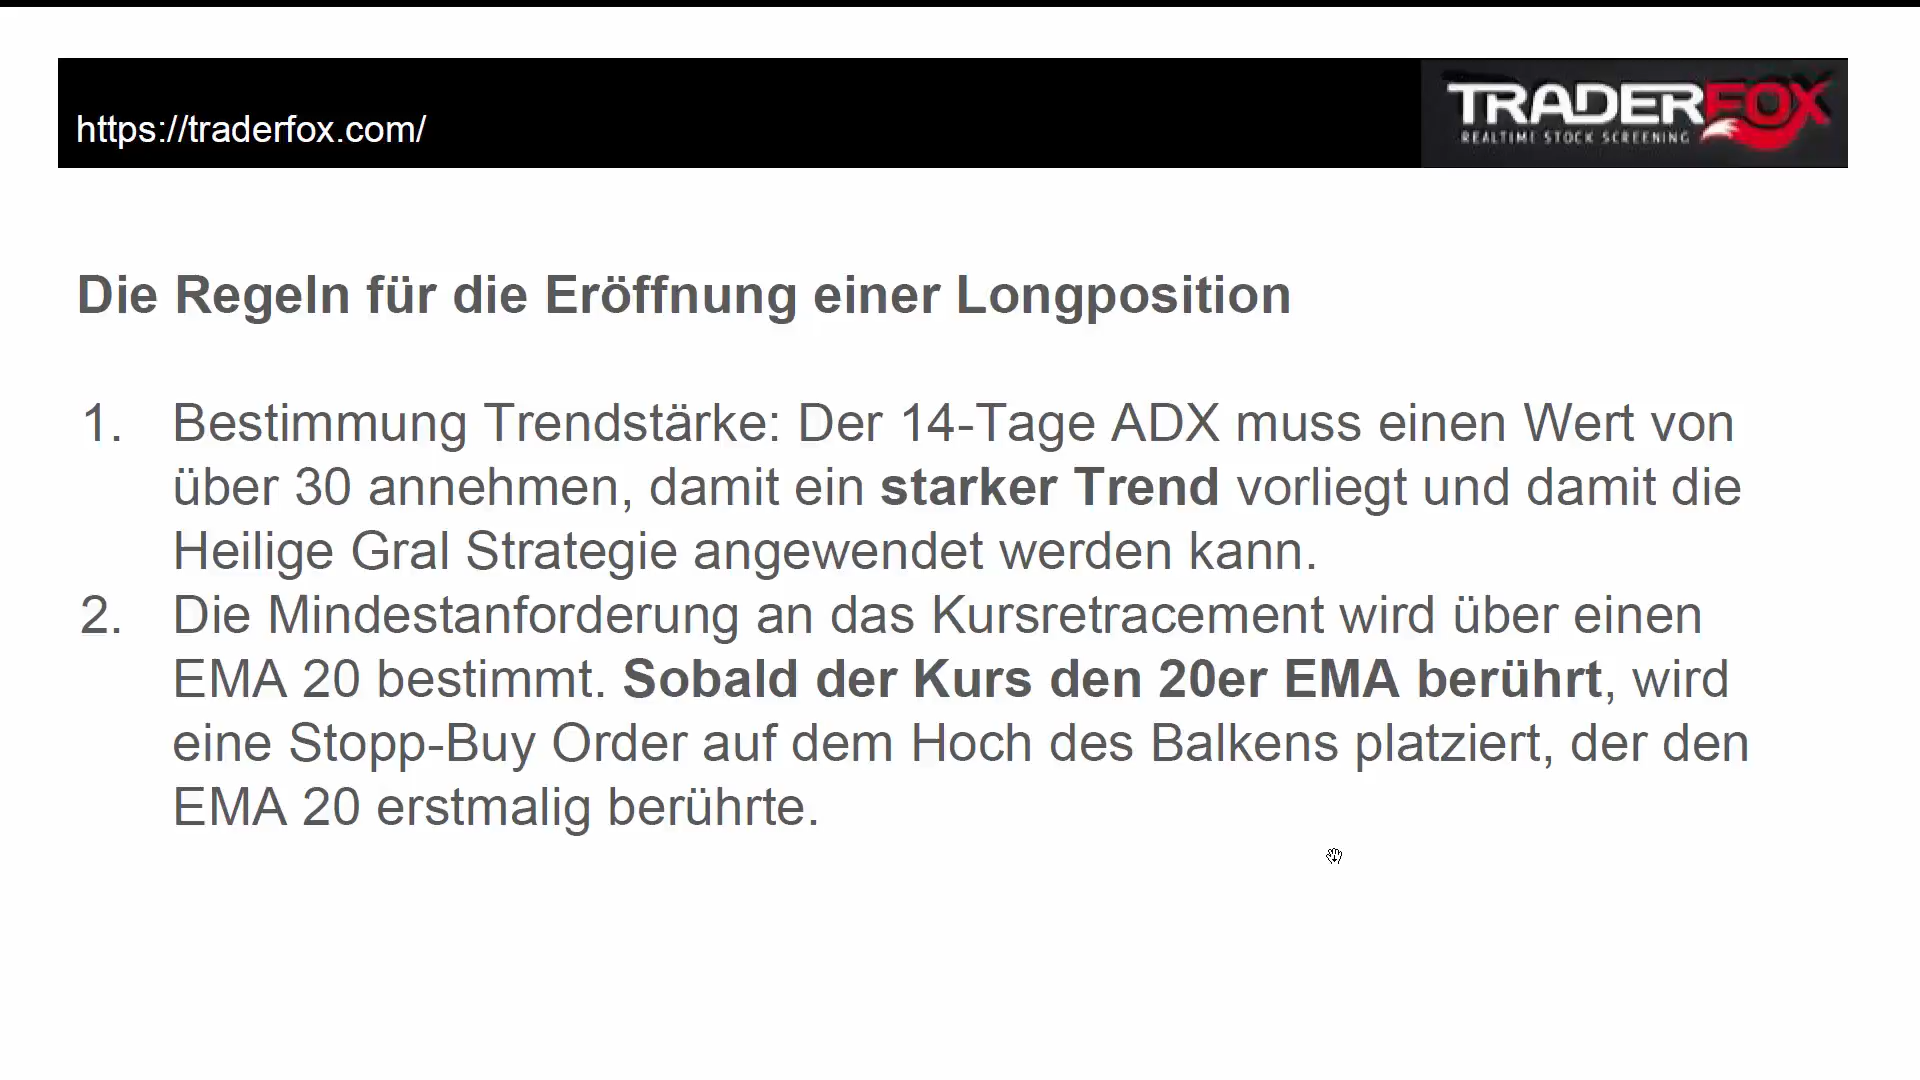 https://traderfox.com/
TRADERFOX
REALTIME STOCK SCREENING
Die Regeln für die Eröffnung einer Longposition
1. Bestimmung Trendstärke: Der 14-Tage ADX muss einen Wert von
über 30 annehmen, damit ein starker Trend vorliegt und damit die
Heilige Gral Strategie angewendet werden kann.
2. Die Mindestanforderung an das Kursretracement wird über einen
EMA 20 bestimmt. Sobald der Kurs den 20er EMA berührt, wird
eine Stopp-Buy Order auf dem Hoch des Balkens platziert, der den
EMA 20 erstmalig berührte.